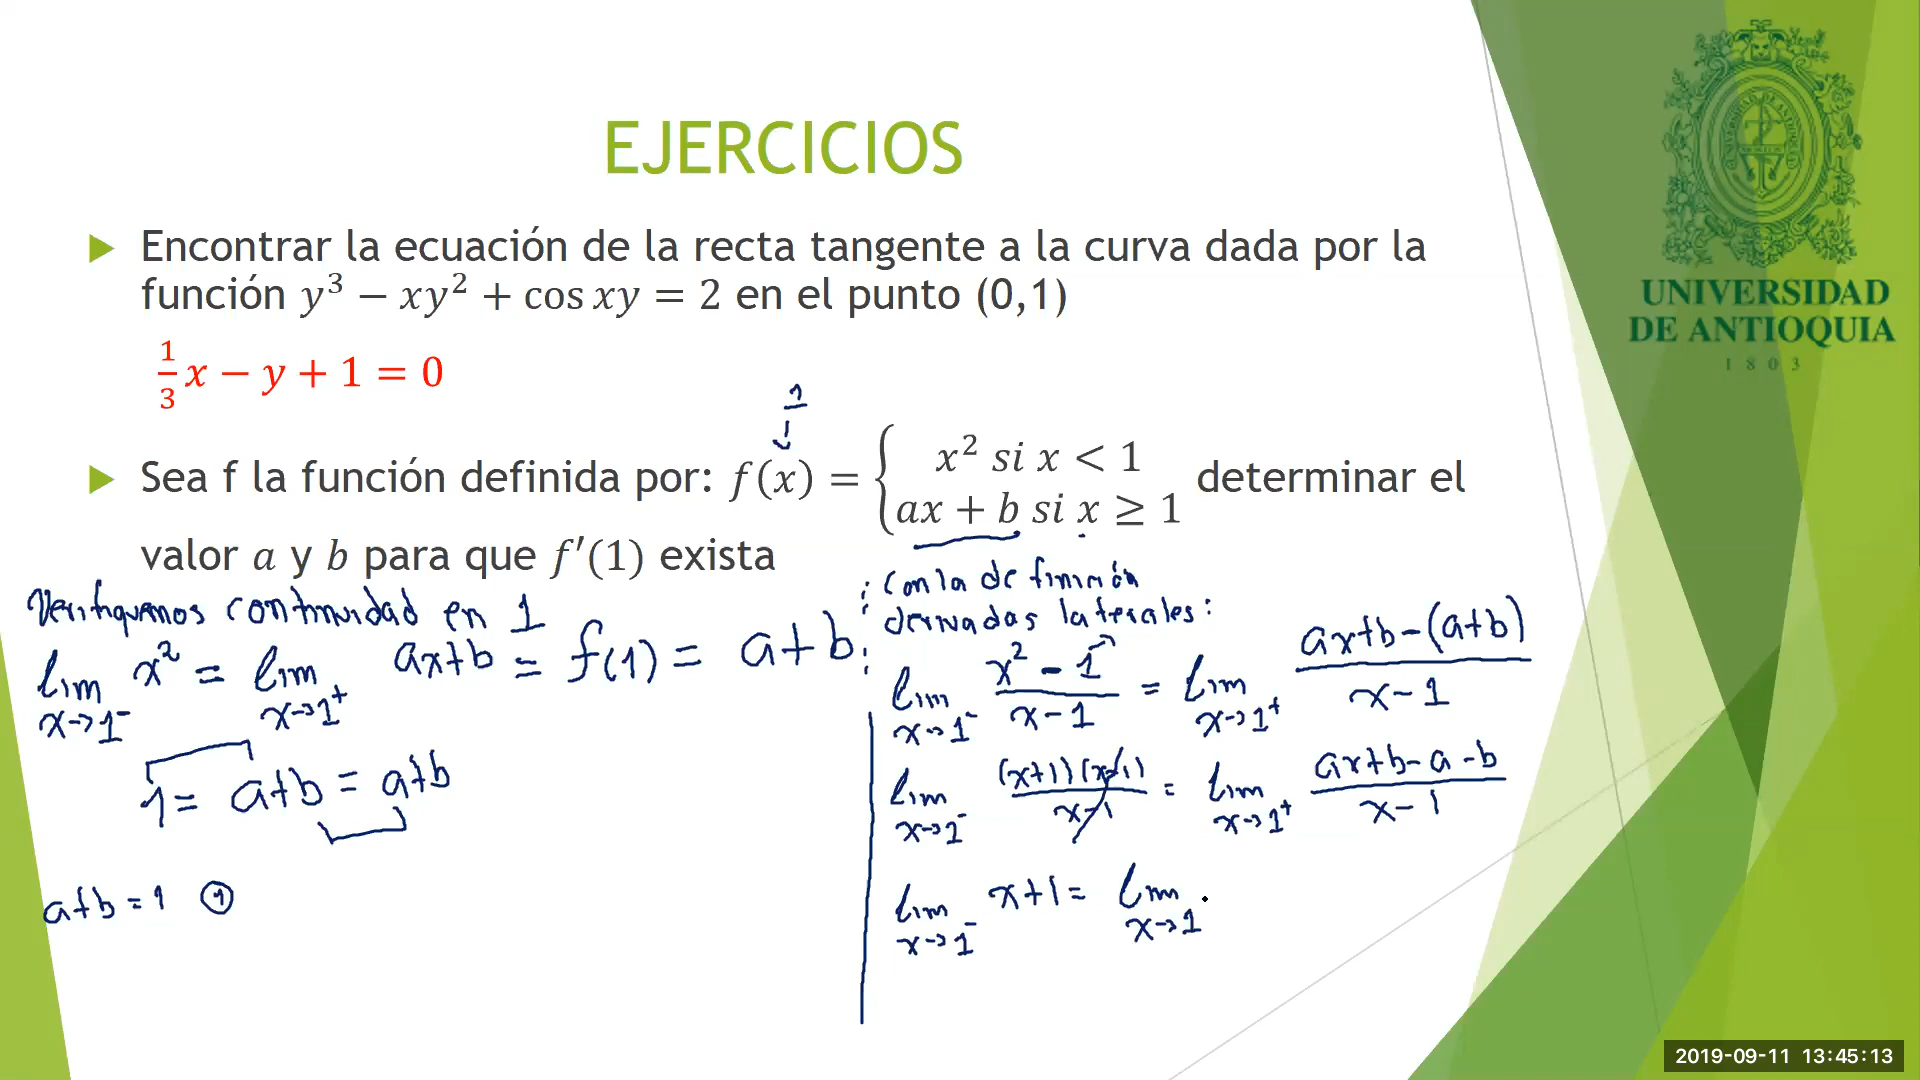 EJERCICIOS
Encontrar la ecuación de la recta tangente a la curva dada por la
función y³ − xy² + cos xy = 2 en el punto (0,1)
1/3 x − y + 1 = 0
1
↓
Sea f la función definida por: f(x) = { x² si x < 1
ax + b si x ≥ 1 determinar el
valor a y b para que f′(1) exista
Verifiquemos continuidad en 1
lim x→1⁻ x² = lim x→1⁺ ax+b = f(1) = a+b
1 = a+b = a+b
a+b = 1 ①
Con la definición
derivadas laterales:
lim x→1⁻ (x² − 1)/(x − 1) = lim x→1⁺ (ax+b−(a+b))/(x−1)
lim x→1⁻ (x+1)(x−1)/(x−1) = lim x→1⁺ (ax+b−a−b)/(x−1)
lim x→1⁻ x+1 = lim x→1
UNIVERSIDAD
DE ANTIOQUIA
1803
2019-09-11 13:45:13